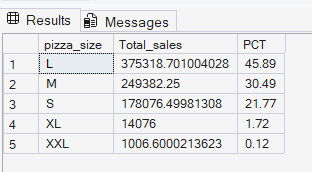 Results Messages
pizza_size Total_sales PCT
1 L 375318.701004028 45.89
2 M 249382.25 30.49
3 S 178076.49981308 21.77
4 XL 14076 1.72
5 XXL 1006.6000213623 0.12